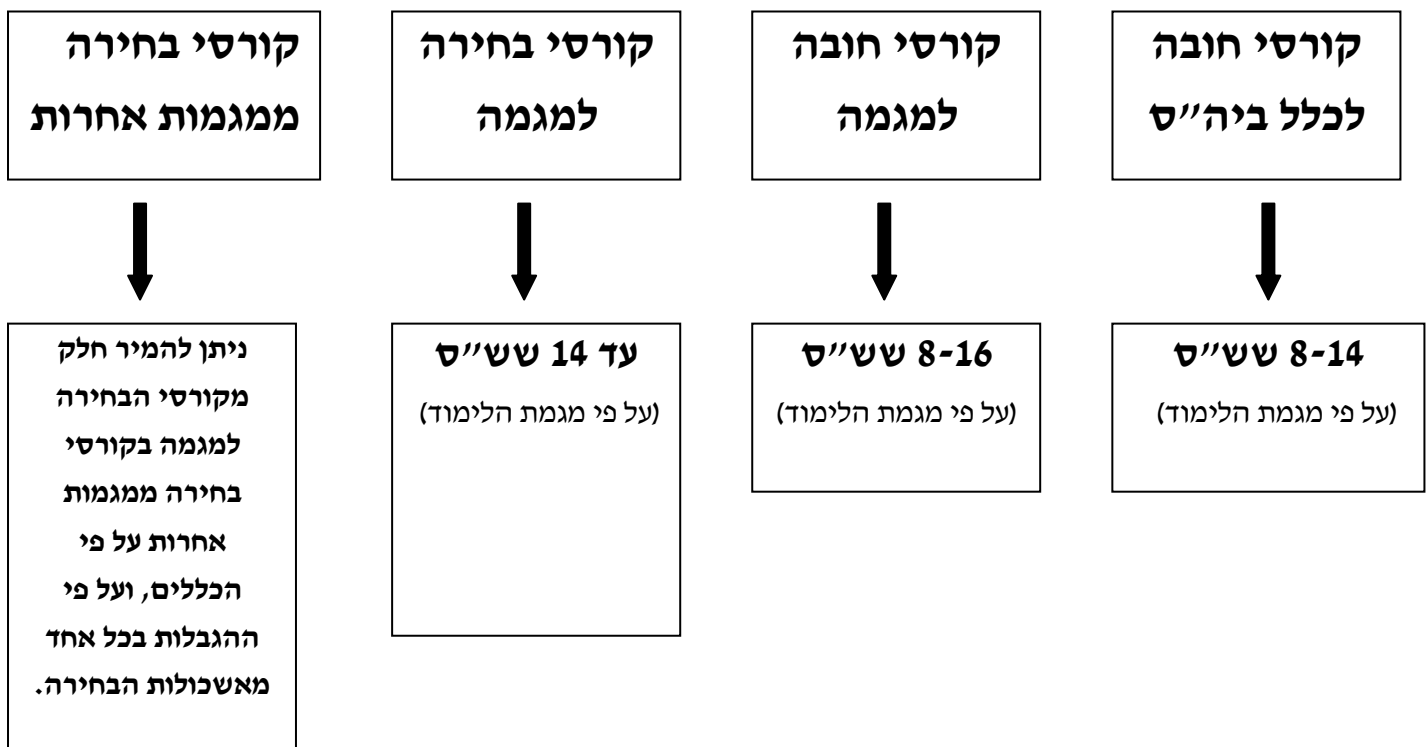 קורסי חובה
לכלל ביה״ס
קורסי חובה
למגמה
קורסי בחירה
למגמה
קורסי בחירה
ממגמות אחרות
8-14 שש״ס
(על פי מגמת הלימוד)
8-16 שש״ס
(על פי מגמת הלימוד)
עד 14 שש״ס
(על פי מגמת הלימוד)
ניתן להמיר חלק
מקורסי הבחירה
למגמה בקורסי
בחירה ממגמות
אחרות על פי
הכללים, ועל פי
ההגבלות בכל אחד
מאשכולות הבחירה.